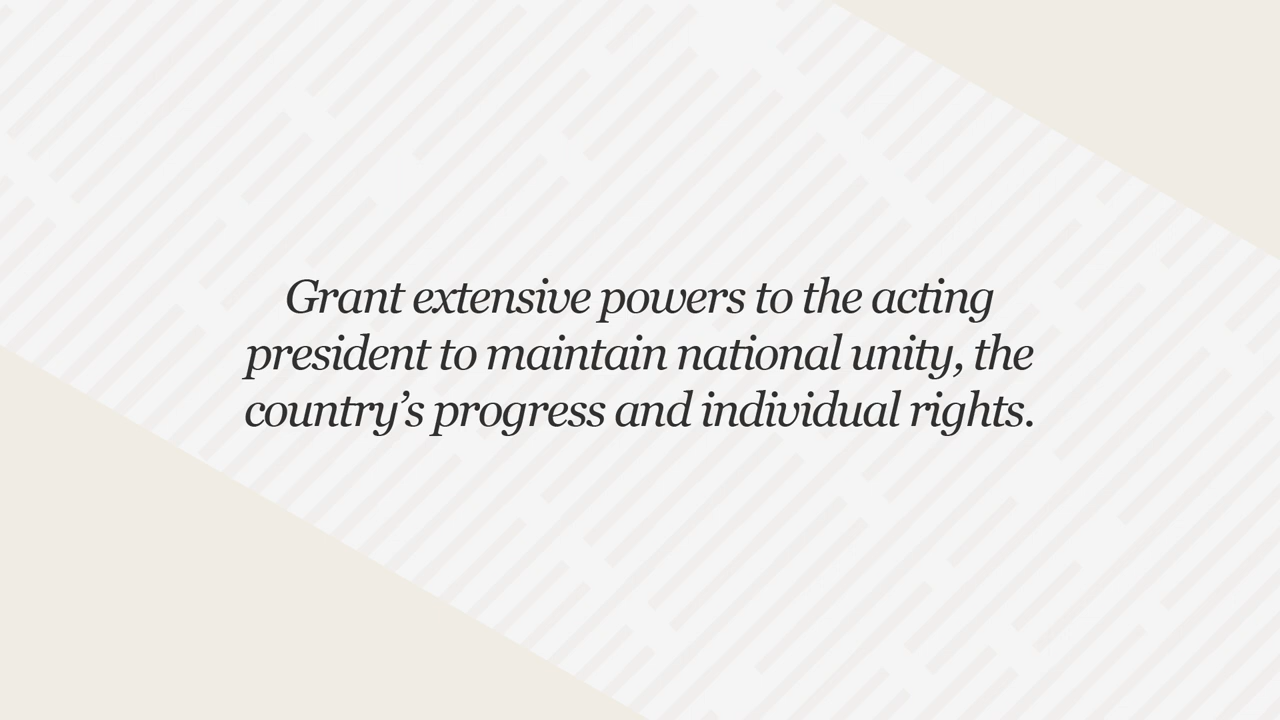 Grant extensive powers to the acting
president to maintain national unity, the
country’s progress and individual rights.